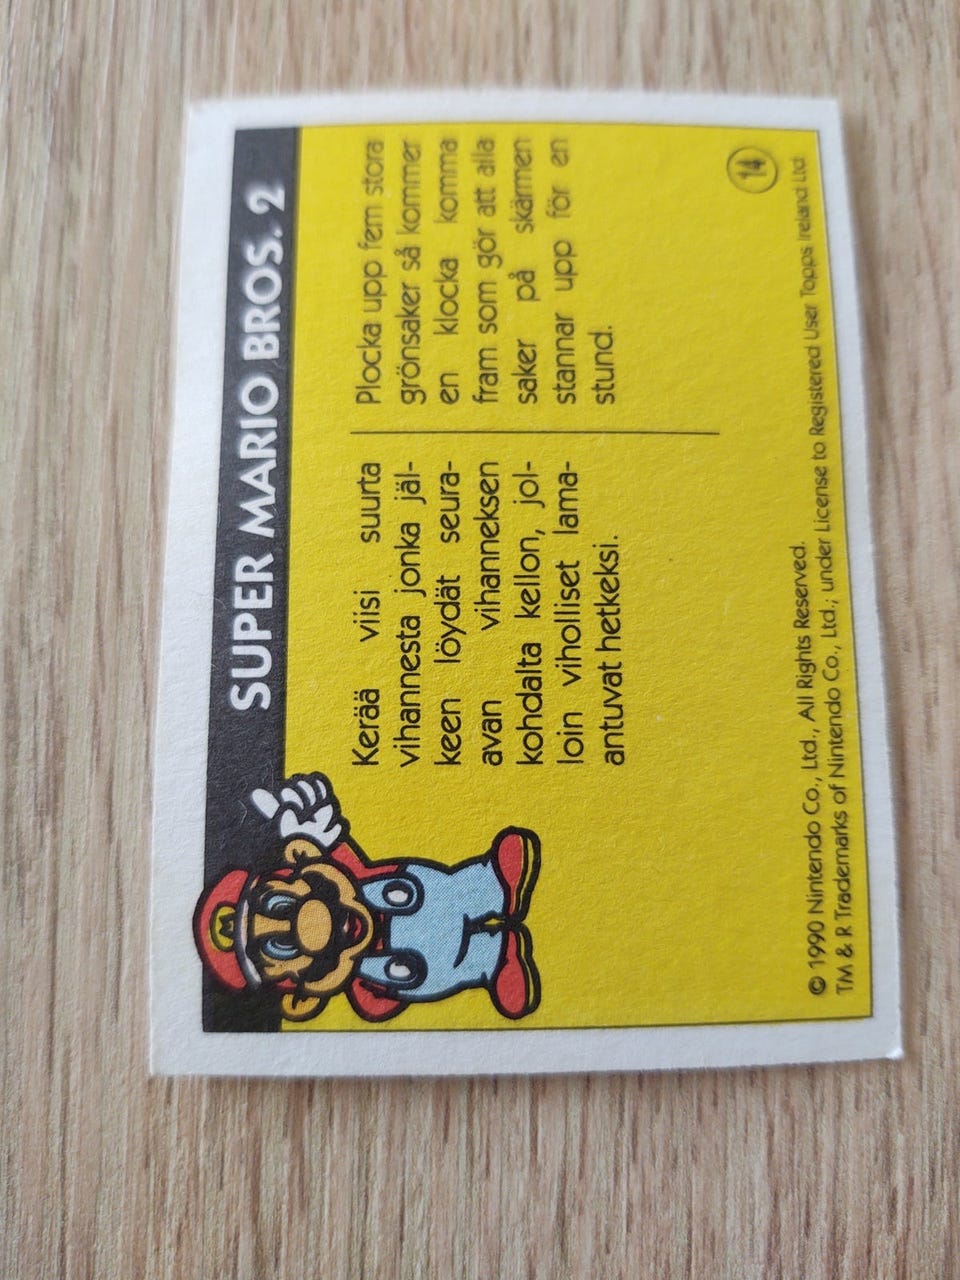 SUPER MARIO BROS. 2
M
Kerää viisi suurta
vihannesta jonka jäl-
keen löydät seura-
avan vihanneksen
kohdalta kellon, jol-
loin viholliset lama-
antuvat hetkeksi.
Plocka upp fem stora
grönsaker så kommer
en klocka komma
fram som gör att alla
saker på skärmen
stannar upp för en
stund.
14
© 1990 Nintendo Co., Ltd., All Rights Reserved.
TM & R Trademarks of Nintendo Co., Ltd.; under License to Registered User Topps Ireland Ltd